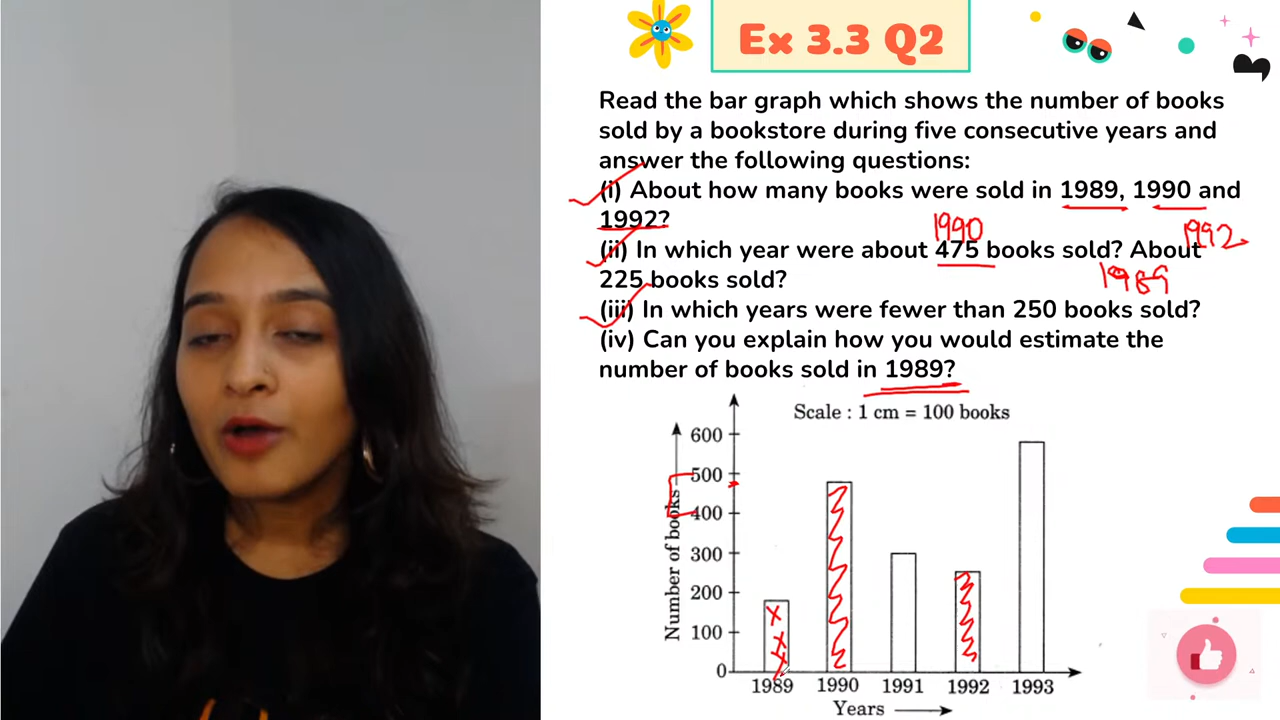 Ex 3.3 Q2
Read the bar graph which shows the number of books
sold by a bookstore during five consecutive years and
answer the following questions:
(i) About how many books were sold in 1989, 1990 and
1992?
1990
1992
(ii) In which year were about 475 books sold? About
225 books sold?
1989
(iii) In which years were fewer than 250 books sold?
(iv) Can you explain how you would estimate the
number of books sold in 1989?
Scale : 1 cm = 100 books
Number of books
600
500
400
300
200
100
0
1989 1990 1991 1992 1993
Years